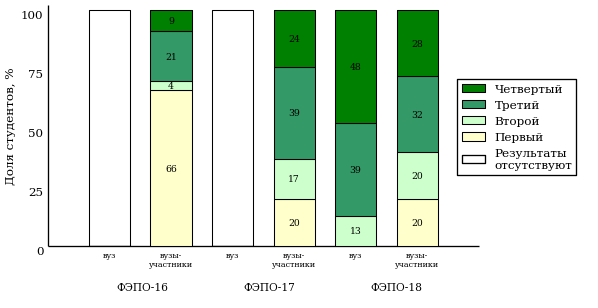 Доля студентов, %
100
75
50
25
0
9
21
4
66
24
39
17
20
48
39
13
28
32
20
20
вуз
вузы-
участники
вуз
вузы-
участники
вуз
вузы-
участники
ФЭПО-16
ФЭПО-17
ФЭПО-18
Четвертый
Третий
Второй
Первый
Результаты
отсутствуют